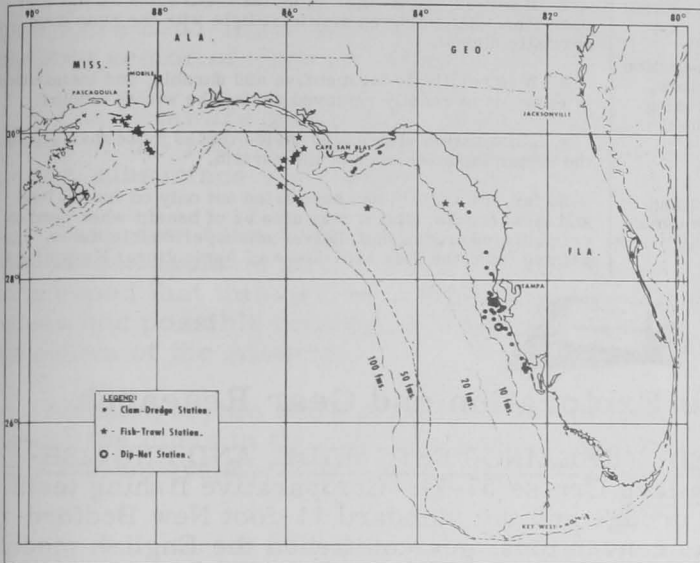 90° 88° 86° 84° 82° 80°
ALA.
GEO.
MISS.
MOBILE
PASCAGOULA
JACKSONVILLE
30°
CAPE SAN BLAS
FLA.
28°
TAMPA
100 fms.
50 fms.
20 fms.
10 fms.
LEGEND:
- Clam-Dredge Station.
- Fish-Trawl Station.
- Dip-Net Station.
26°
KEY WEST